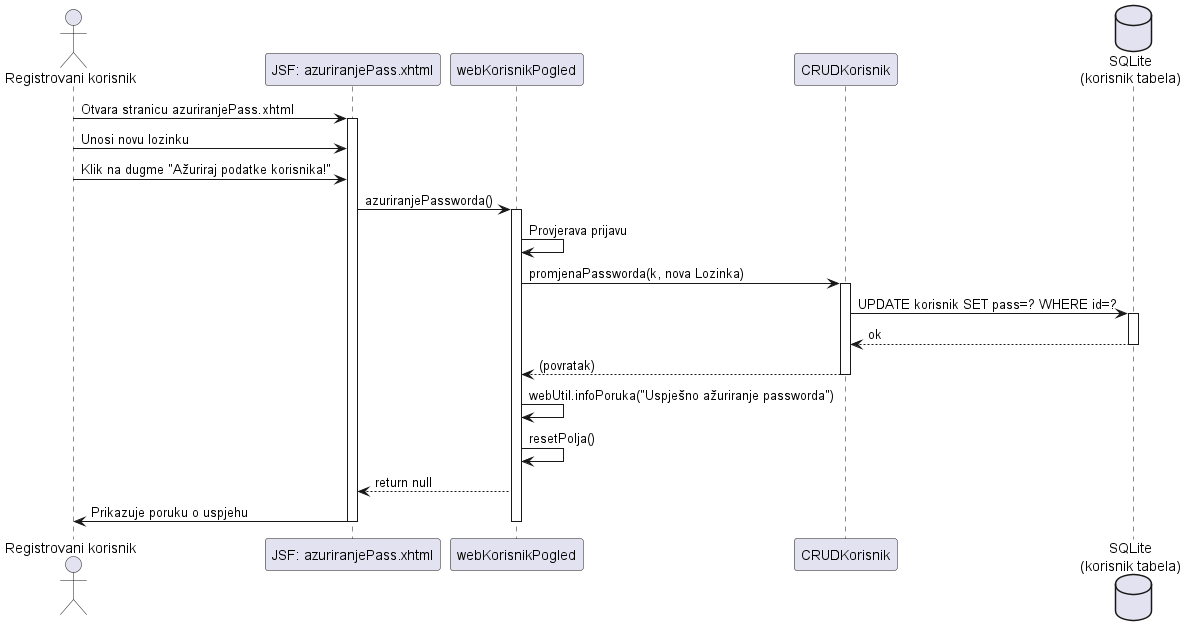 Registrovani korisnik
JSF: azuriranjePass.xhtml
webKorisnikPogled
CRUDKorisnik
SQLite
(korisnik tabela)
Otvara stranicu azuriranjePass.xhtml
Unosi novu lozinku
Klik na dugme "Ažuriraj podatke korisnika!"
azuriranjePassworda()
Provjerava prijavu
promjenaPassworda(k, nova Lozinka)
UPDATE korisnik SET pass=? WHERE id=?
ok
(povratak)
webUtil.infoPoruka("Uspješno ažuriranje passworda")
resetPolja()
return null
Prikazuje poruku o uspjehu
Registrovani korisnik
JSF: azuriranjePass.xhtml
webKorisnikPogled
CRUDKorisnik
SQLite
(korisnik tabela)